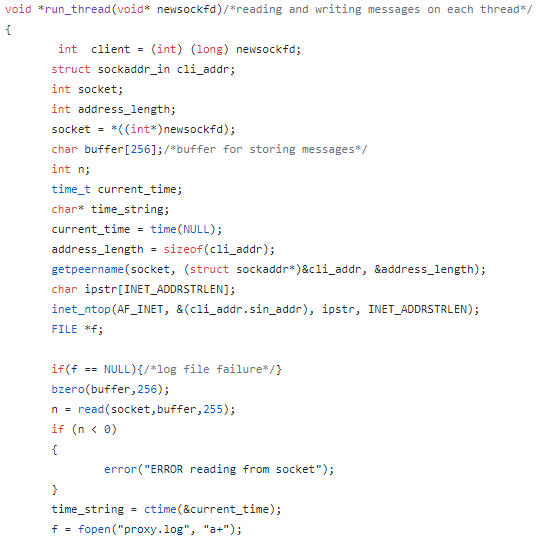 void *run_thread(void* newsockfd)/*reading and writing messages on each thread*/
{
int  client = (int) (long) newsockfd;
struct sockaddr_in cli_addr;
int socket;
int address_length;
socket = *((int*)newsockfd);
char buffer[256];/*buffer for storing messages*/
int n;
time_t current_time;
char* time_string;
current_time = time(NULL);
address_length = sizeof(cli_addr);
getpeername(socket, (struct sockaddr*)&cli_addr, &address_length);
char ipstr[INET_ADDRSTRLEN];
inet_ntop(AF_INET, &(cli_addr.sin_addr), ipstr, INET_ADDRSTRLEN);
FILE *f;
if(f == NULL){/*log file failure*/}
bzero(buffer,256);
n = read(socket,buffer,255);
if (n < 0)
{
error("ERROR reading from socket");
}
time_string = ctime(&current_time);
f = fopen("proxy.log", "a+");